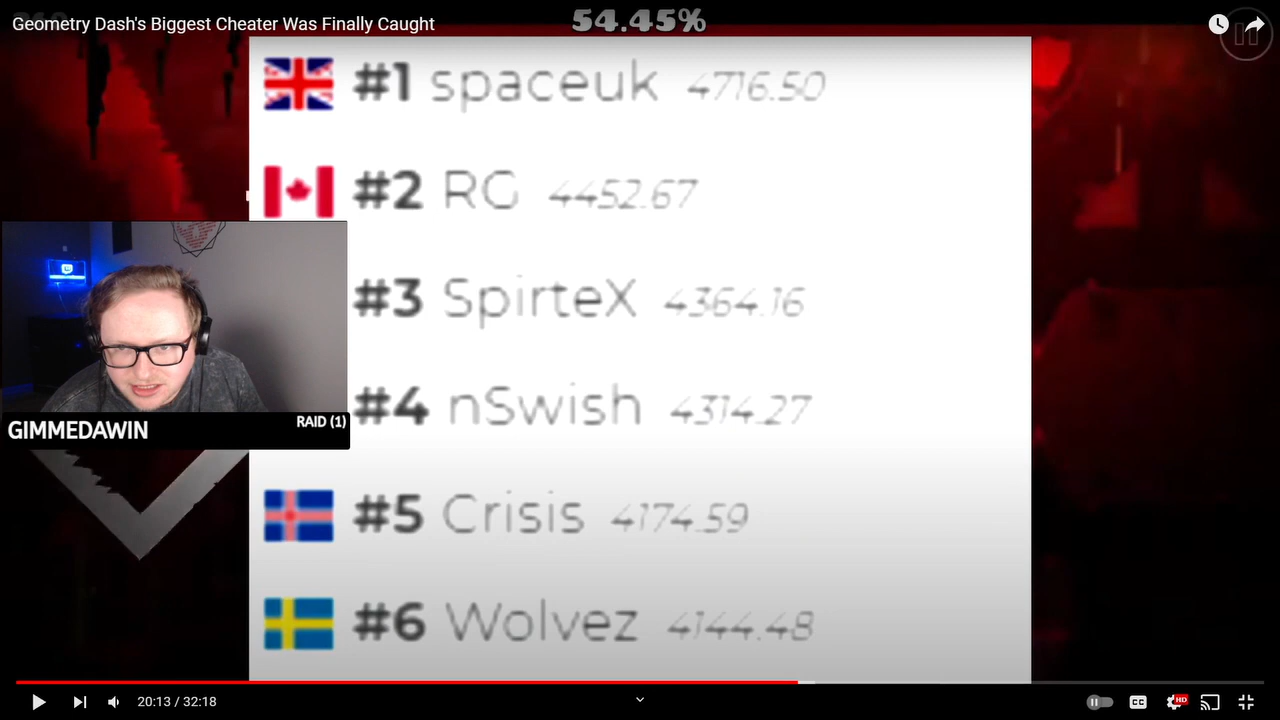 Geometry Dash's Biggest Cheater Was Finally Caught
54.45%
#1 spaceuk 4716.50
#2 RG 4452.67
#3 SpirteX 4364.16
#4 nSwish 4314.27
GIMMEDAWIN
RAID (1)
#5 Crisis 4174.59
#6 Wolvez 4144.48
20:13 / 32:18
CC
HD